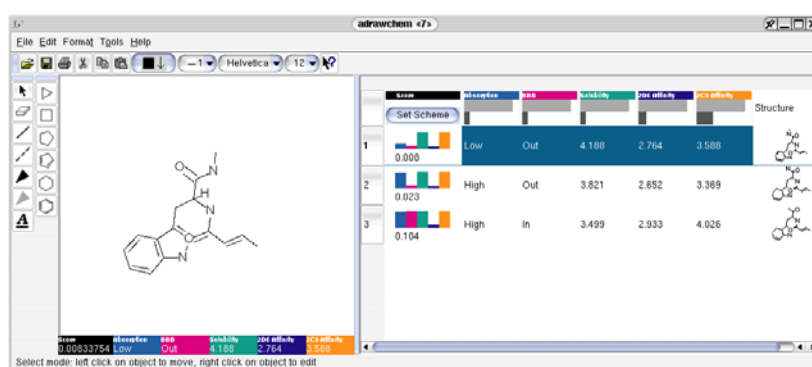 adrawchem <7>
File Edit Format Tools Help
1 Helvetica 12
Score Absorption BBB Solubility 2D6 Affinity 2C9 Affinity Structure
Set Scheme
1 Low Out 4.188 2.764 3.588
0.008
2 High Out 3.821 2.652 3.369
0.023
3 High In 3.499 2.933 4.026
0.104
A
O N
H
O N
N
Score Absorption BBB Solubility 2D6 Affinity 2C9 Affinity
0.00833754 Low Out 4.188 2.764 3.588
Select mode: left click on object to move, right click on object to edit